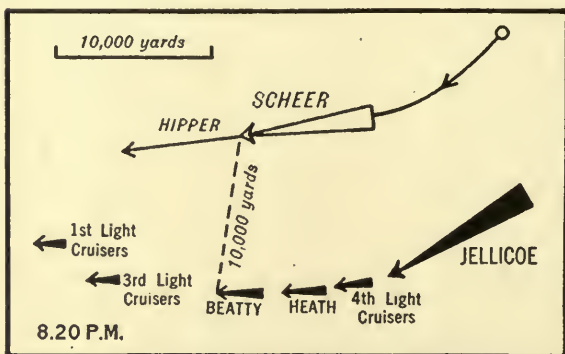 10,000 yards
SCHEER
HIPPER
10,000 yards
1st Light
Cruisers
JELLICOE
3rd Light
Cruisers
BEATTY
HEATH
4th Light
Cruisers
8.20 P.M.